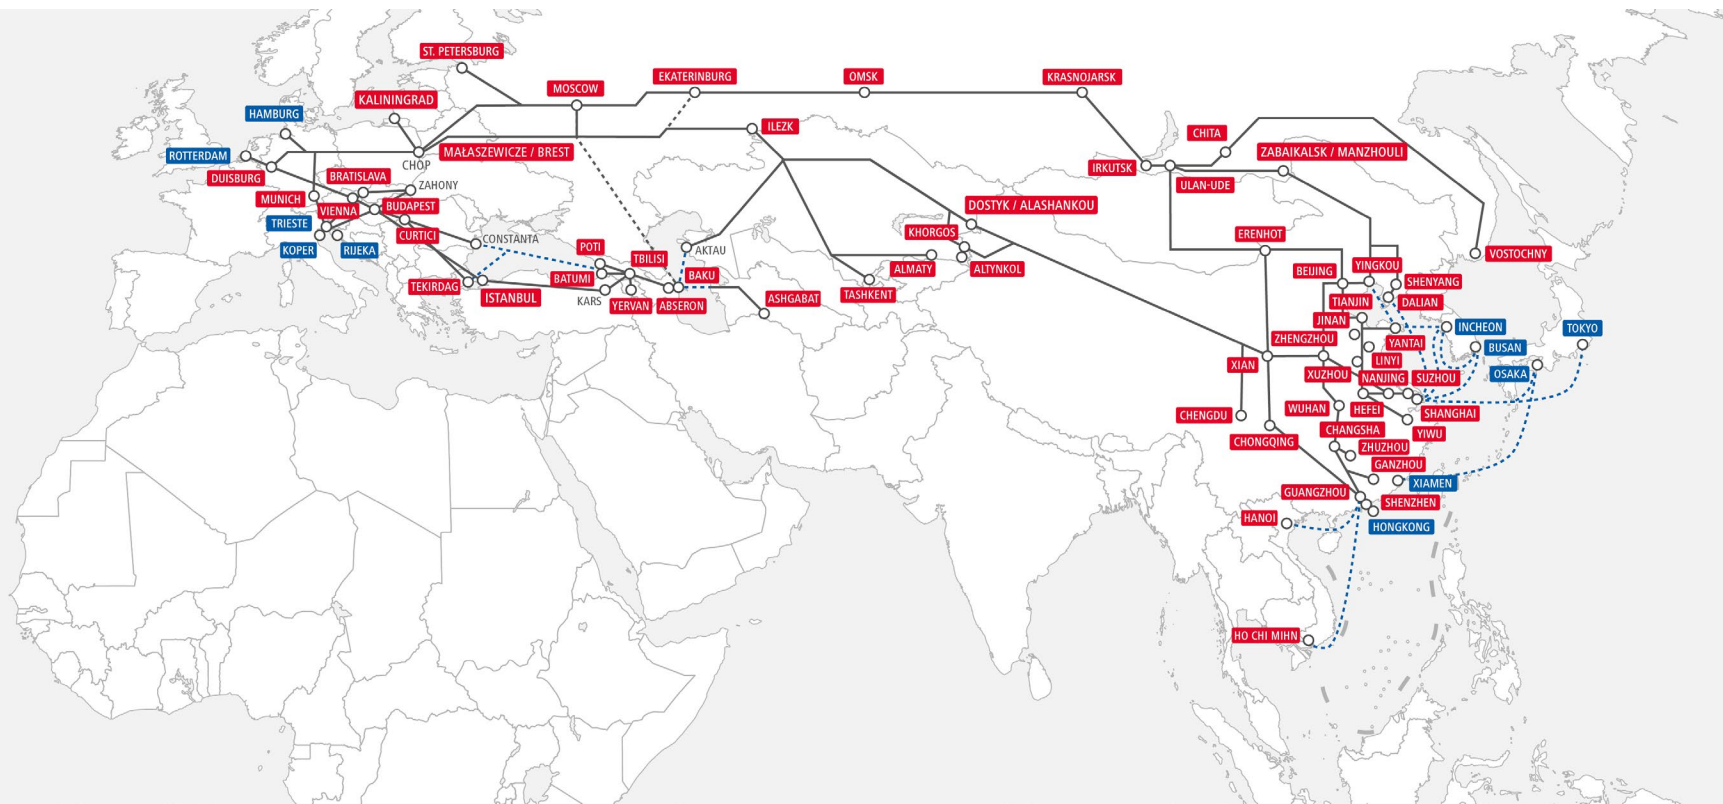 ST. PETERSBURG
MOSCOW
EKATERINBURG
OMSK
KRASNOJARSK
KALININGRAD
HAMBURG
ILEZK
CHITA
ROTTERDAM
CHOP
MAŁASZEWICZE / BREST
ZABAIKALSK / MANZHOULI
IRKUTSK
DUISBURG
BRATISLAVA
ZAHONY
ULAN-UDE
MUNICH
VIENNA
BUDAPEST
DOSTYK / ALASHANKOU
TRIESTE
CURTICI
CONSTANTA
KHORGOS
ERENHOT
KOPER
RIJEKA
POTI
TBILISI
AKTAU
VOSTOCHNY
ALMATY
ALTYNKOL
BEIJING
YINGKOU
TEKIRDAG
ISTANBUL
BATUMI
BAKU
SHENYANG
KARS
YERVAN
ABSERON
ASHGABAT
TASHKENT
TIANJIN
DALIAN
JINAN
INCHEON
TOKYO
ZHENGZHOU
YANTAI
BUSAN
XIAN
LINYI
XUZHOU
NANJING
SUZHOU
OSAKA
CHENGDU
WUHAN
HEFEI
SHANGHAI
CHONGQING
CHANGSHA
YIWU
ZHUZHOU
GANZHOU
XIAMEN
GUANGZHOU
SHENZHEN
HANOI
HONGKONG
HO CHI MIHN